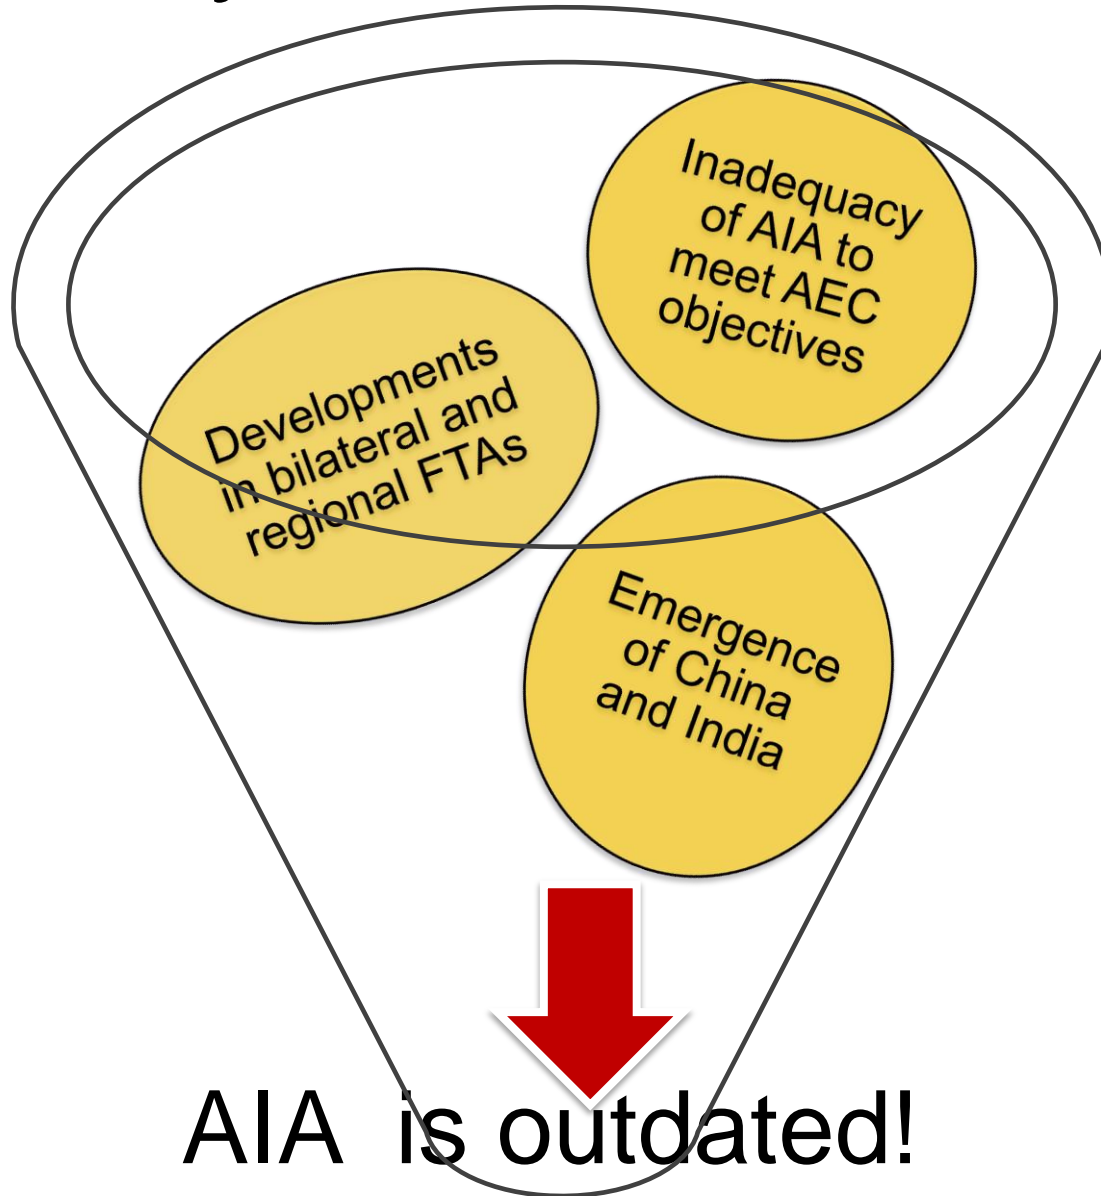 Inadequacy
of AIA to
meet AEC
objectives
Developments
in bilateral and
regional FTAs
Emergence
of China
and India
AIA is outdated!